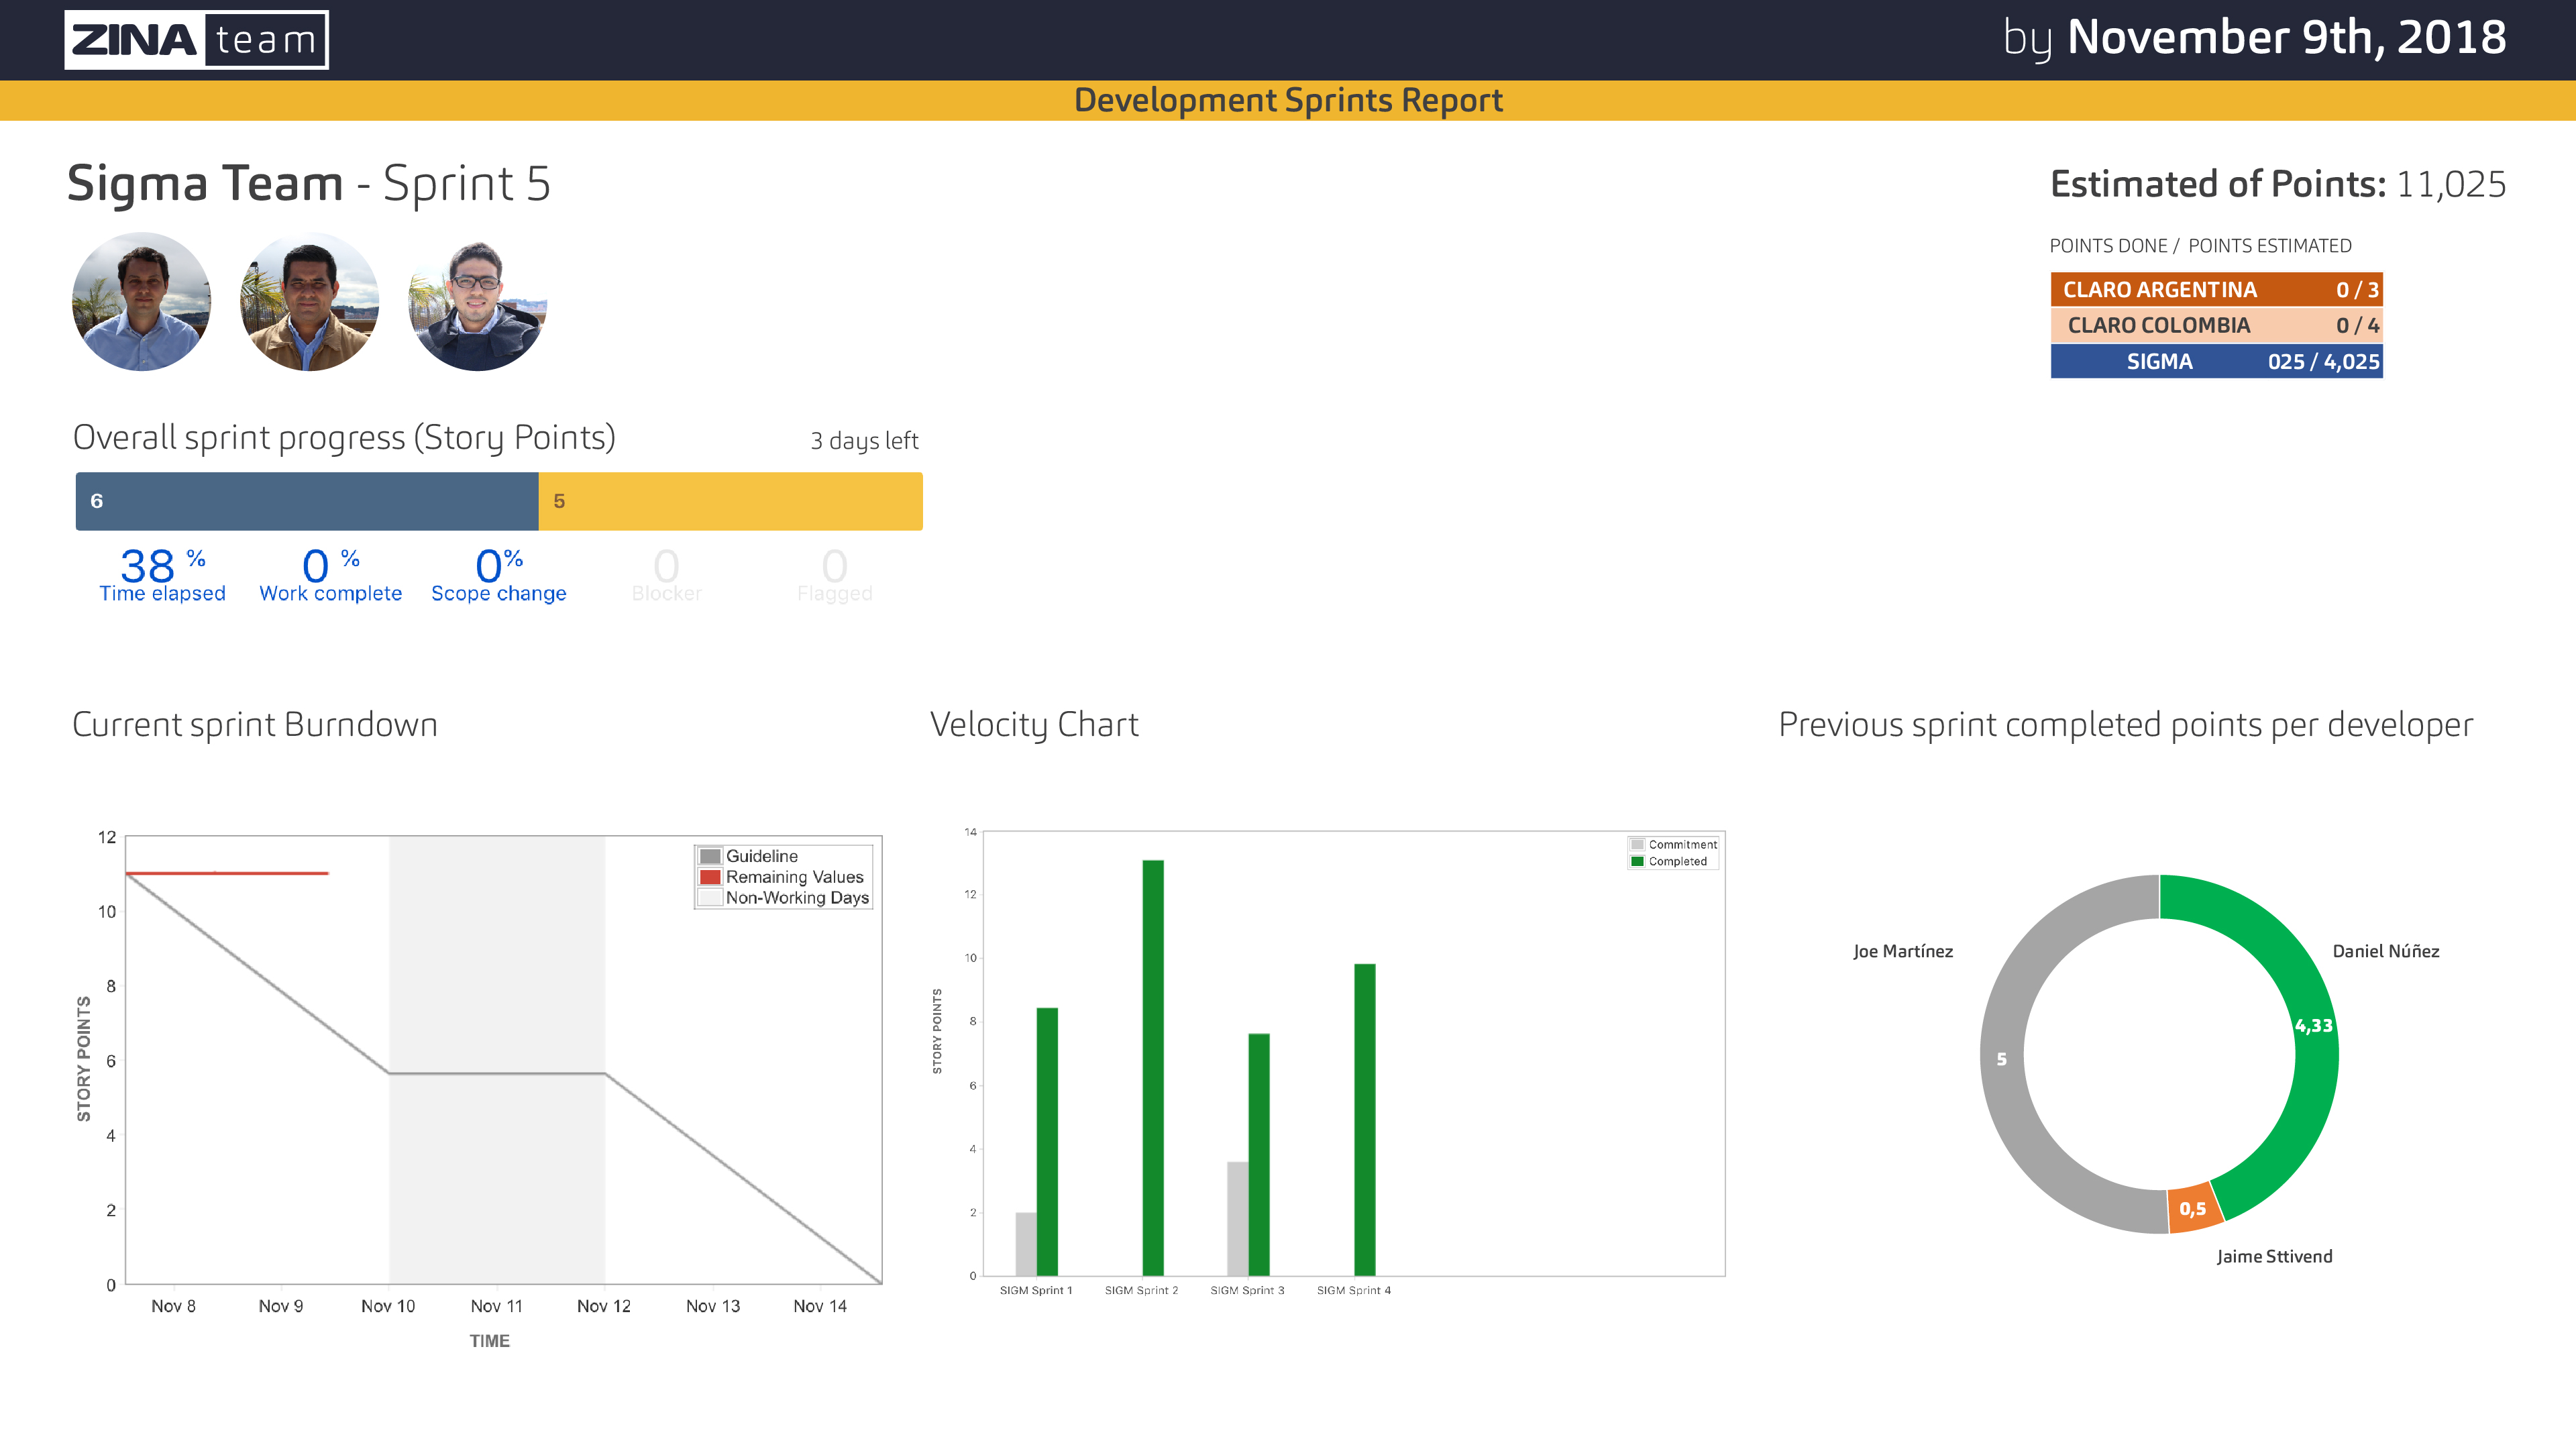 ZINA team
by November 9th, 2018
Development Sprints Report
Sigma Team - Sprint 5
Estimated of Points: 11,025
POINTS DONE / POINTS ESTIMATED
CLARO ARGENTINA 0 / 3
CLARO COLOMBIA 0 / 4
SIGMA 025 / 4,025
Overall sprint progress (Story Points) 3 days left
6 5
38 % 0 % 0% 0 0
Time elapsed Work complete Scope change Blocker Flagged
Current sprint Burndown
12
10
8
6
4
2
0
STORY POINTS
Guideline
Remaining Values
Non-Working Days
Nov 8 Nov 9 Nov 10 Nov 11 Nov 12 Nov 13 Nov 14
TIME
Velocity Chart
14
12
10
8
6
4
2
0
STORY POINTS
Commitment
Completed
SIGM Sprint 1 SIGM Sprint 2 SIGM Sprint 3 SIGM Sprint 4
Previous sprint completed points per developer
Joe Martínez Daniel Núñez
4,33
5
0,5
Jaime Sttivend